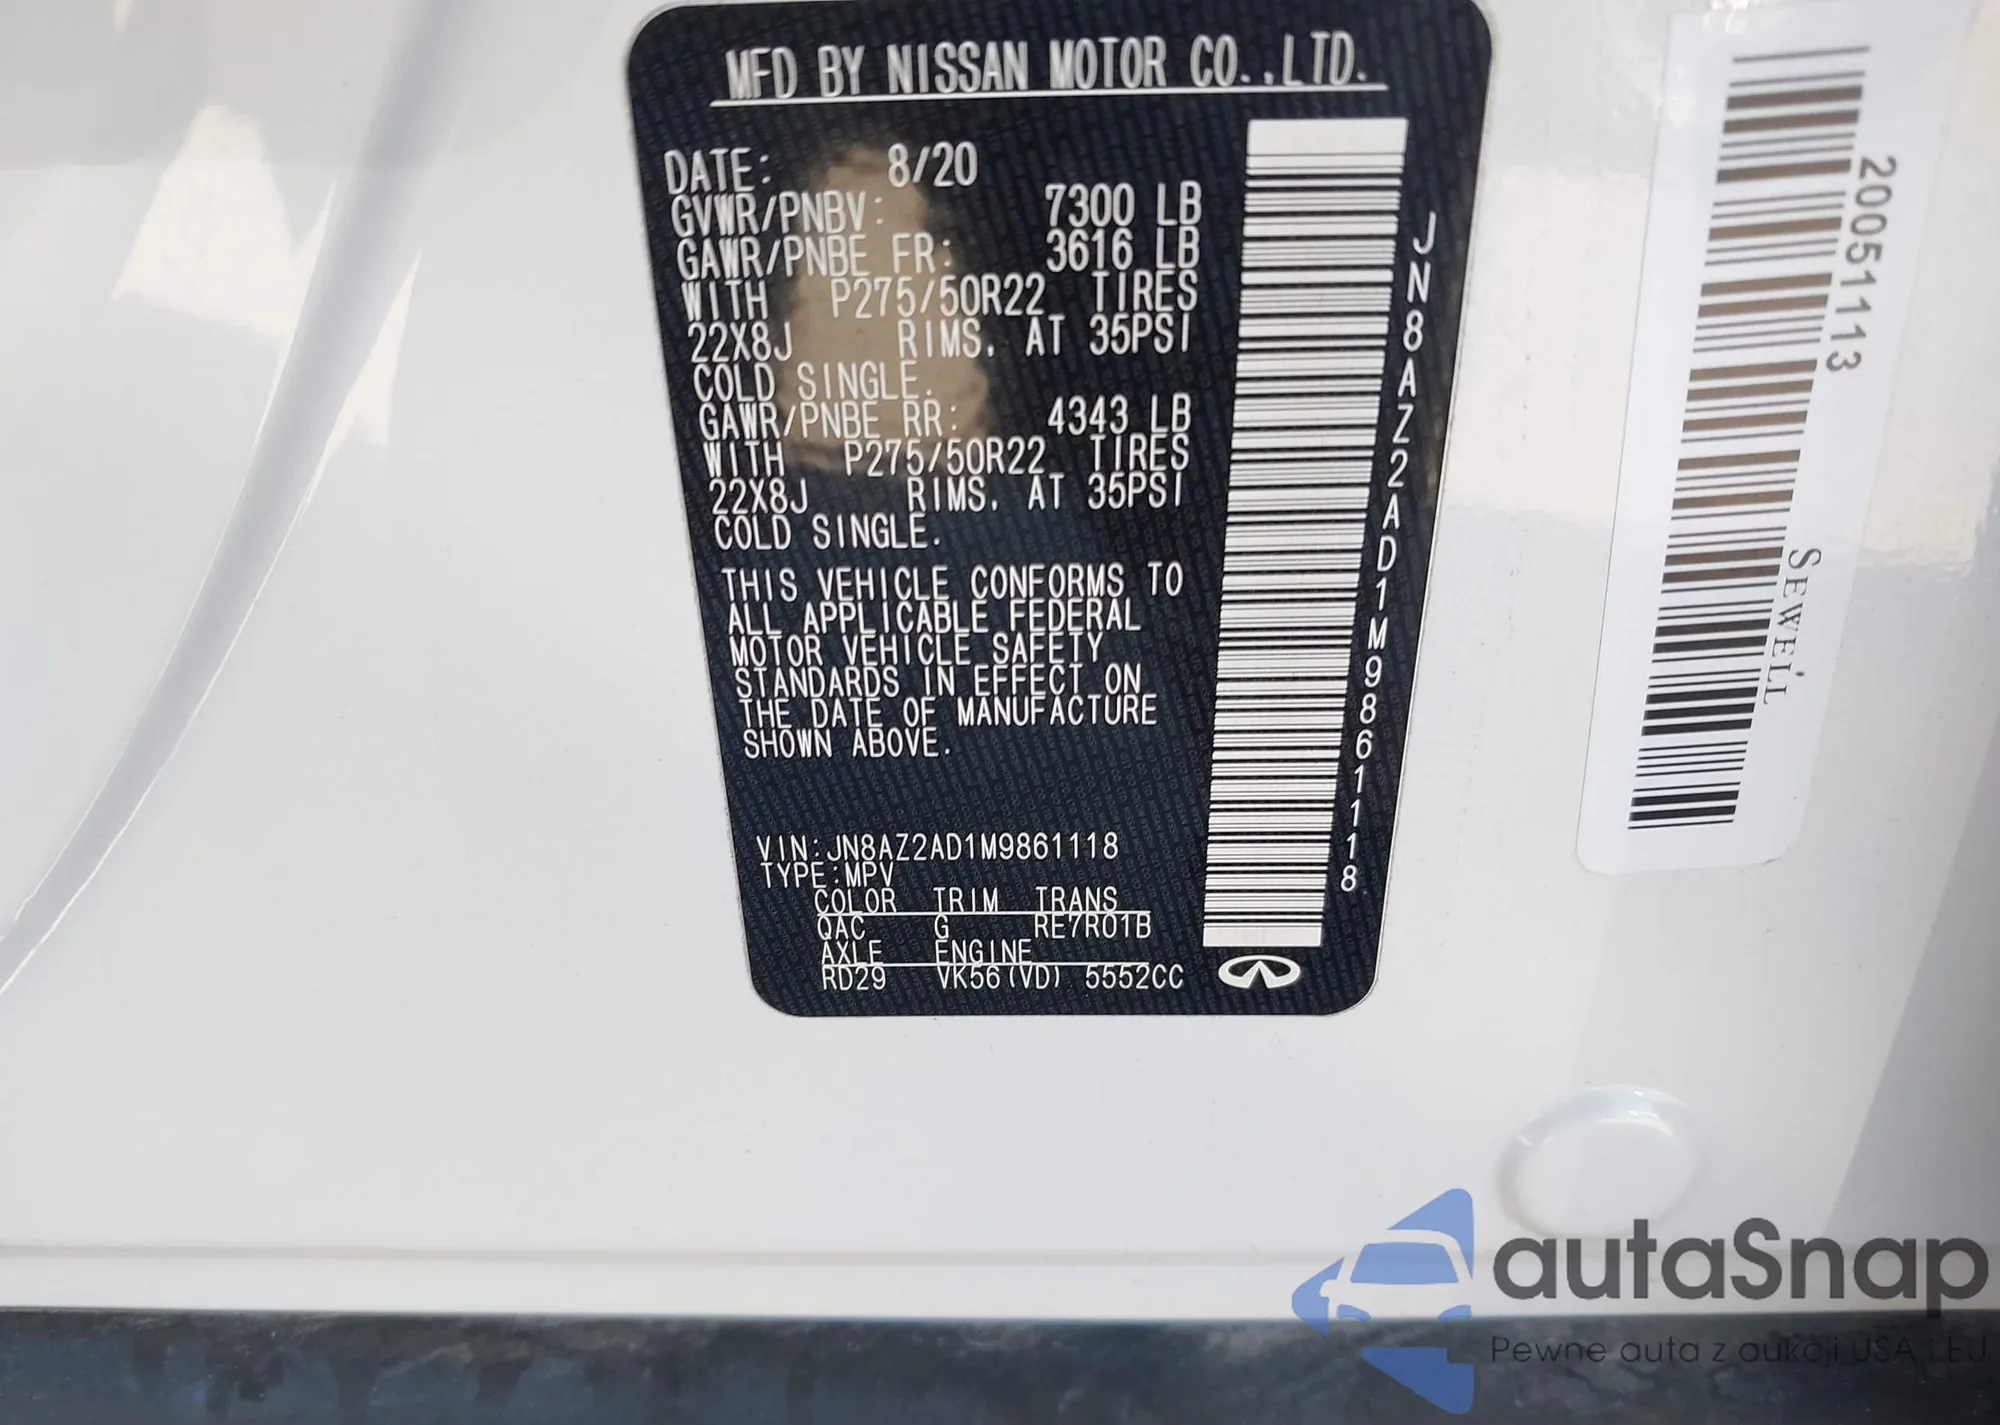 MFD BY NISSAN MOTOR CO.,LTD.
DATE: 8/20
GVWR/PNBV: 7300 LB
GAWR/PNBE FR: 3616 LB
WITH P275/50R22 TIRES
22X8J RIMS. AT 35PSI
COLD SINGLE.
GAWR/PNBE RR: 4343 LB
WITH P275/50R22 TIRES
22X8J RIMS. AT 35PSI
COLD SINGLE.
THIS VEHICLE CONFORMS TO
ALL APPLICABLE FEDERAL
MOTOR VEHICLE SAFETY
STANDARDS IN EFFECT ON
THE DATE OF MANUFACTURE
SHOWN ABOVE.
VIN:JN8AZ2AD1M9861118
TYPE:MPV
COLOR TRIM TRANS
QAC G RE7R01B
AXLE ENGINE
RD29 VK56(VD) 5552CC
JN8AZ2AD1M9861118
20051113
SEWELL
autaSnap
Pewne auta z aukcji USA i EU